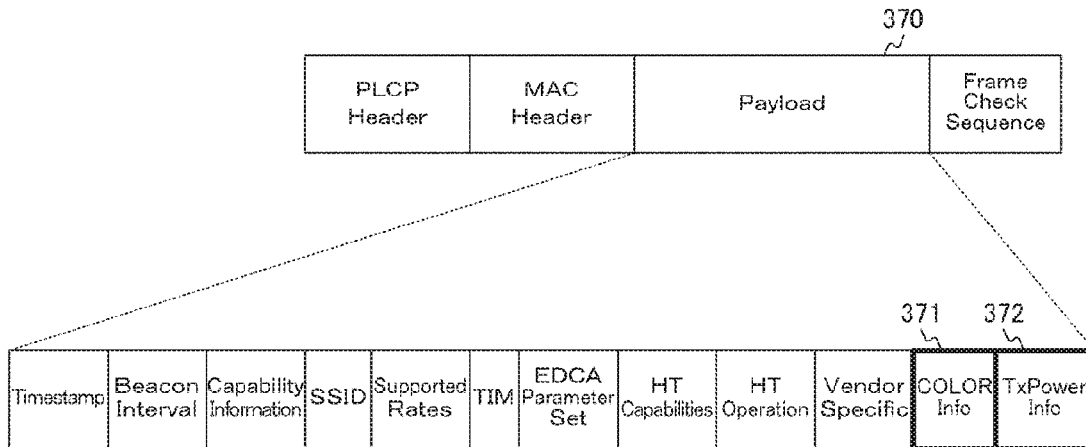 370
PLCP
Header
MAC
Header
Payload
Frame
Check
Sequence
371
372
Timestamp
Beacon
Interval
Capability
Information
SSID
Supported
Rates
TIM
EDCA
Parameter
Set
HT
Capabilities
HT
Operation
Vendor
Specific
COLOR
Info
TxPower
Info